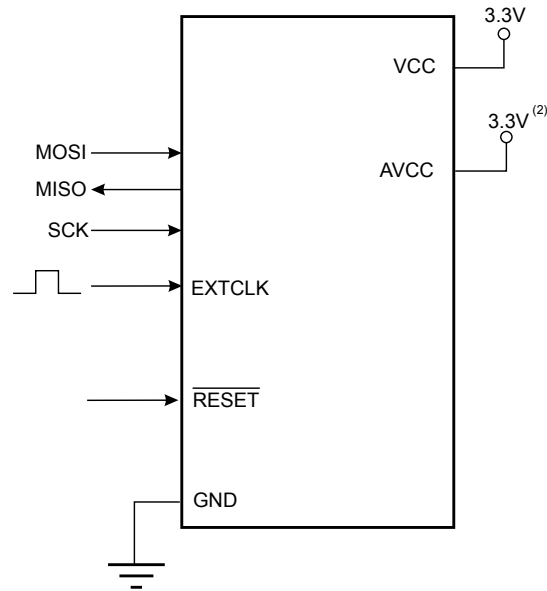 3.3V
VCC
3.3V (2)
AVCC
MOSI
MISO
SCK
EXTCLK
RESET
GND